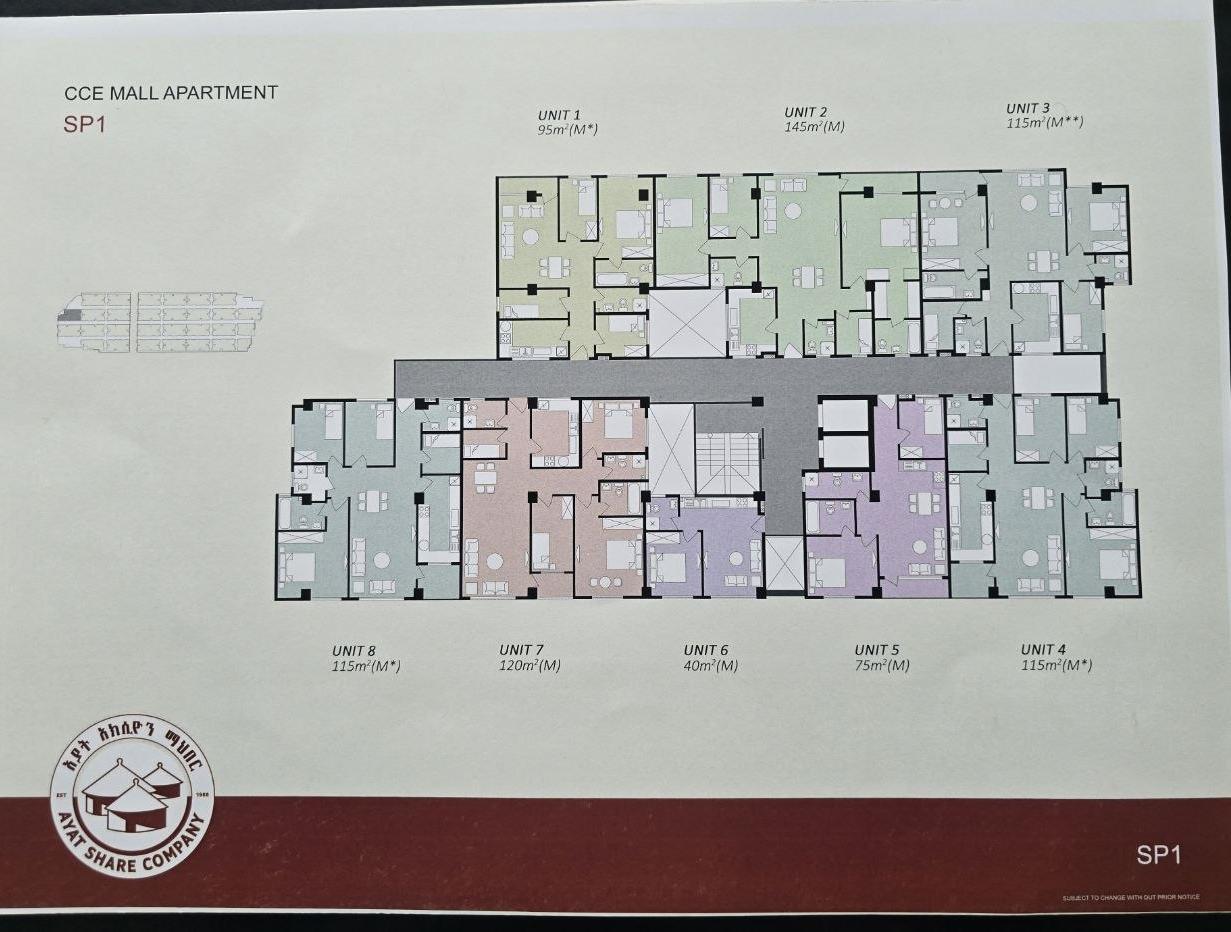 CCE MALL APARTMENT
SP1
UNIT 1
95m²(M*)
UNIT 2
145m²(M)
UNIT 3
115m²(M**)
UNIT 8
115m²(M*)
UNIT 7
120m²(M)
UNIT 6
40m²(M)
UNIT 5
75m²(M)
UNIT 4
115m²(M*)
አያት አክሲዮን ማህበር
EST 1988
AYAT SHARE COMPANY
SP1
SUBJECT TO CHANGE WITH OUT PRIOR NOTICE